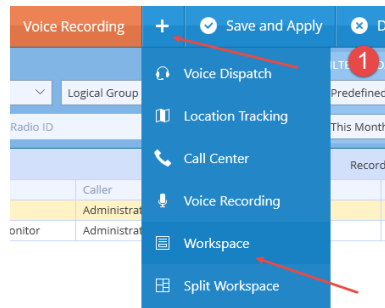 Voice Recording + Save and Apply
1
Logical Group
Predefined
Radio ID
This Month
Voice Dispatch
Location Tracking
Call Center
Voice Recording
Workspace
Split Workspace
Record
Caller
Administrat
onitor Administrat